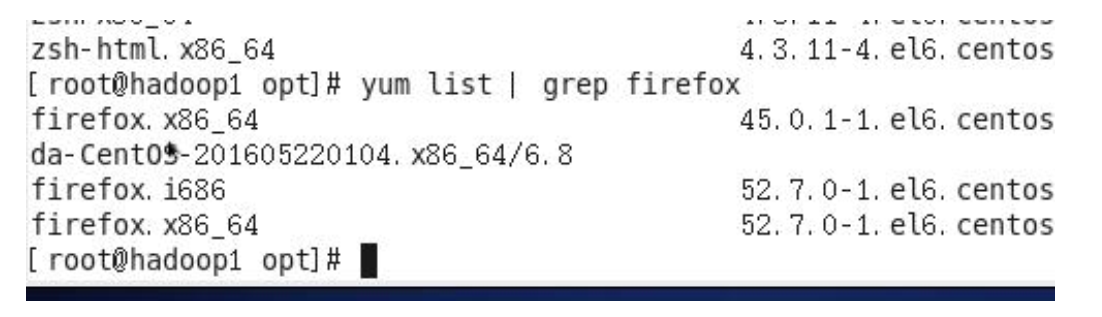 zsh-html.x86_64 4.3.11-4.el6.centos
[root@hadoop1 opt]# yum list | grep firefox
firefox.x86_64 45.0.1-1.el6.centos
da-CentOS-201605220104.x86_64/6.8
firefox.i686 52.7.0-1.el6.centos
firefox.x86_64 52.7.0-1.el6.centos
[root@hadoop1 opt]#